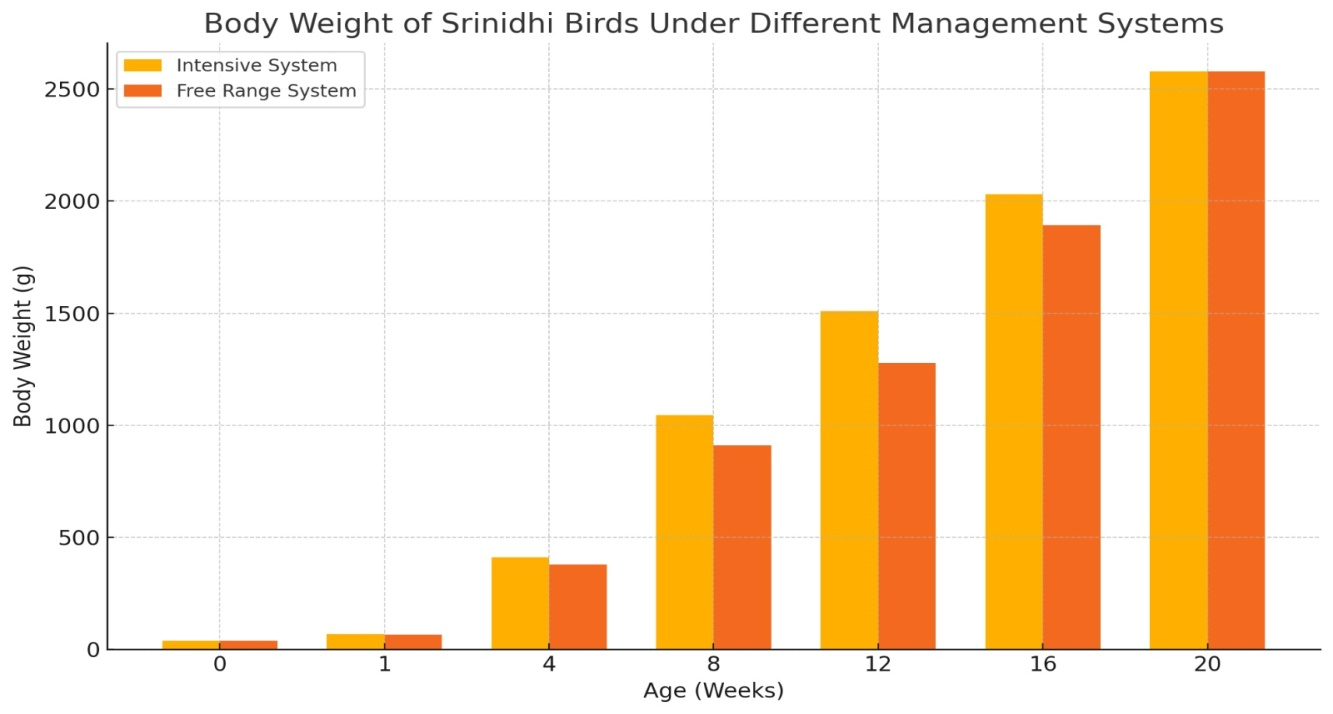 Body Weight of Srinidhi Birds Under Different Management Systems
Intensive System
Free Range System
2500
2000
1500
1000
500
0
Body Weight (g)
0 1 4 8 12 16 20
Age (Weeks)